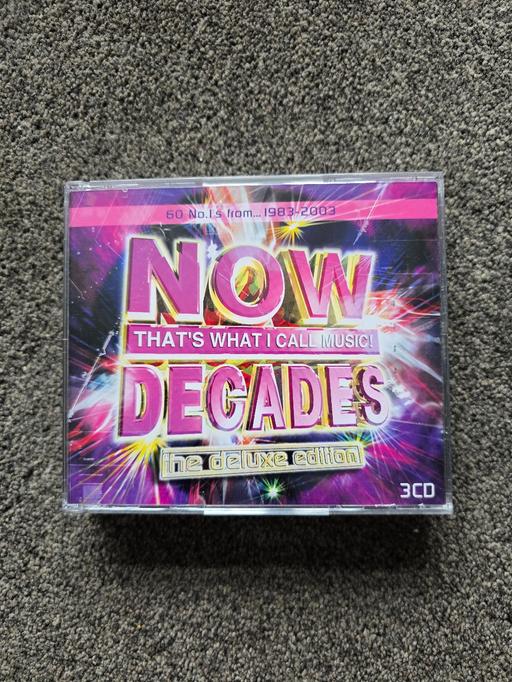 60 No.1's from... 1983-2003
NOW
THAT'S WHAT I CALL MUSIC!
DECADES
the deluxe edition
3CD